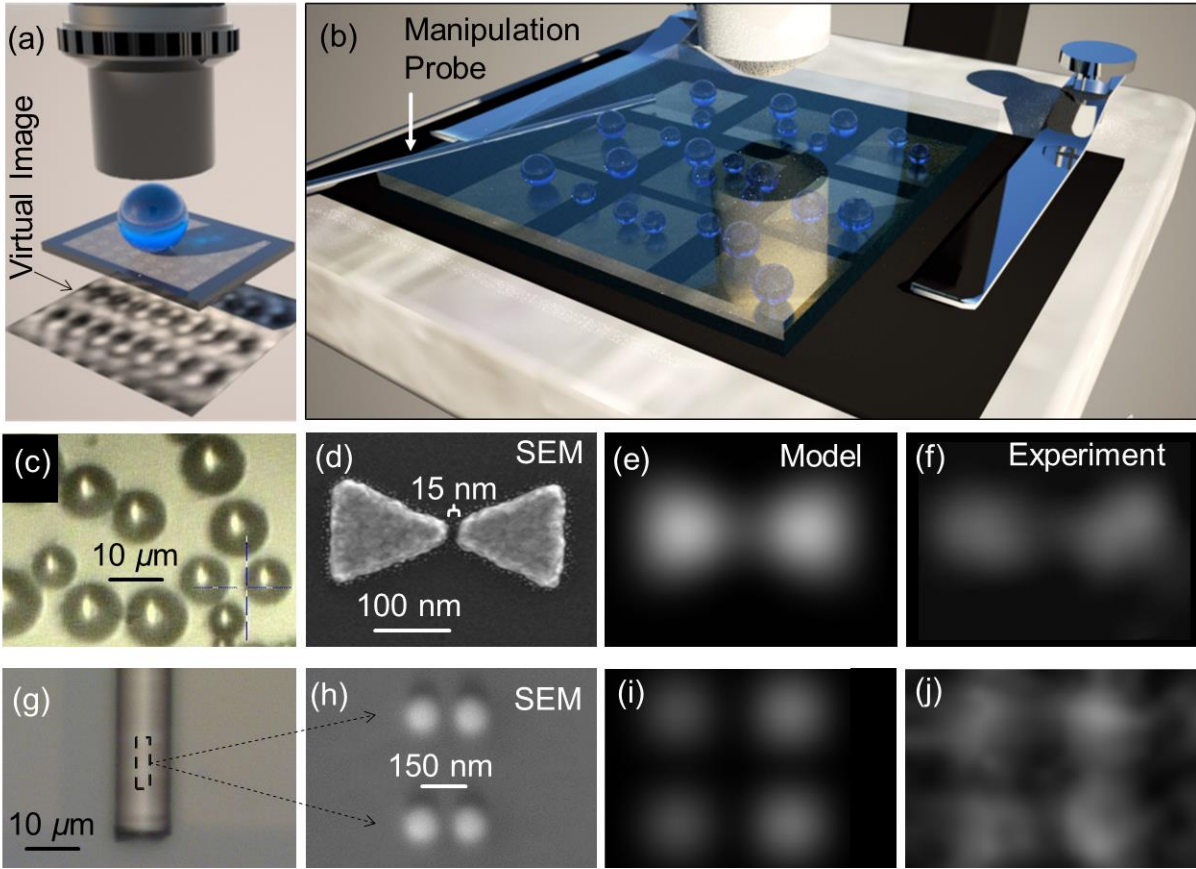 (a)
Virtual Image
(b)
Manipulation
Probe
(c)
10 µm
(d)
SEM
15 nm
100 nm
(e)
Model
(f)
Experiment
(g)
10 µm
(h)
SEM
150 nm
(i)
(j)